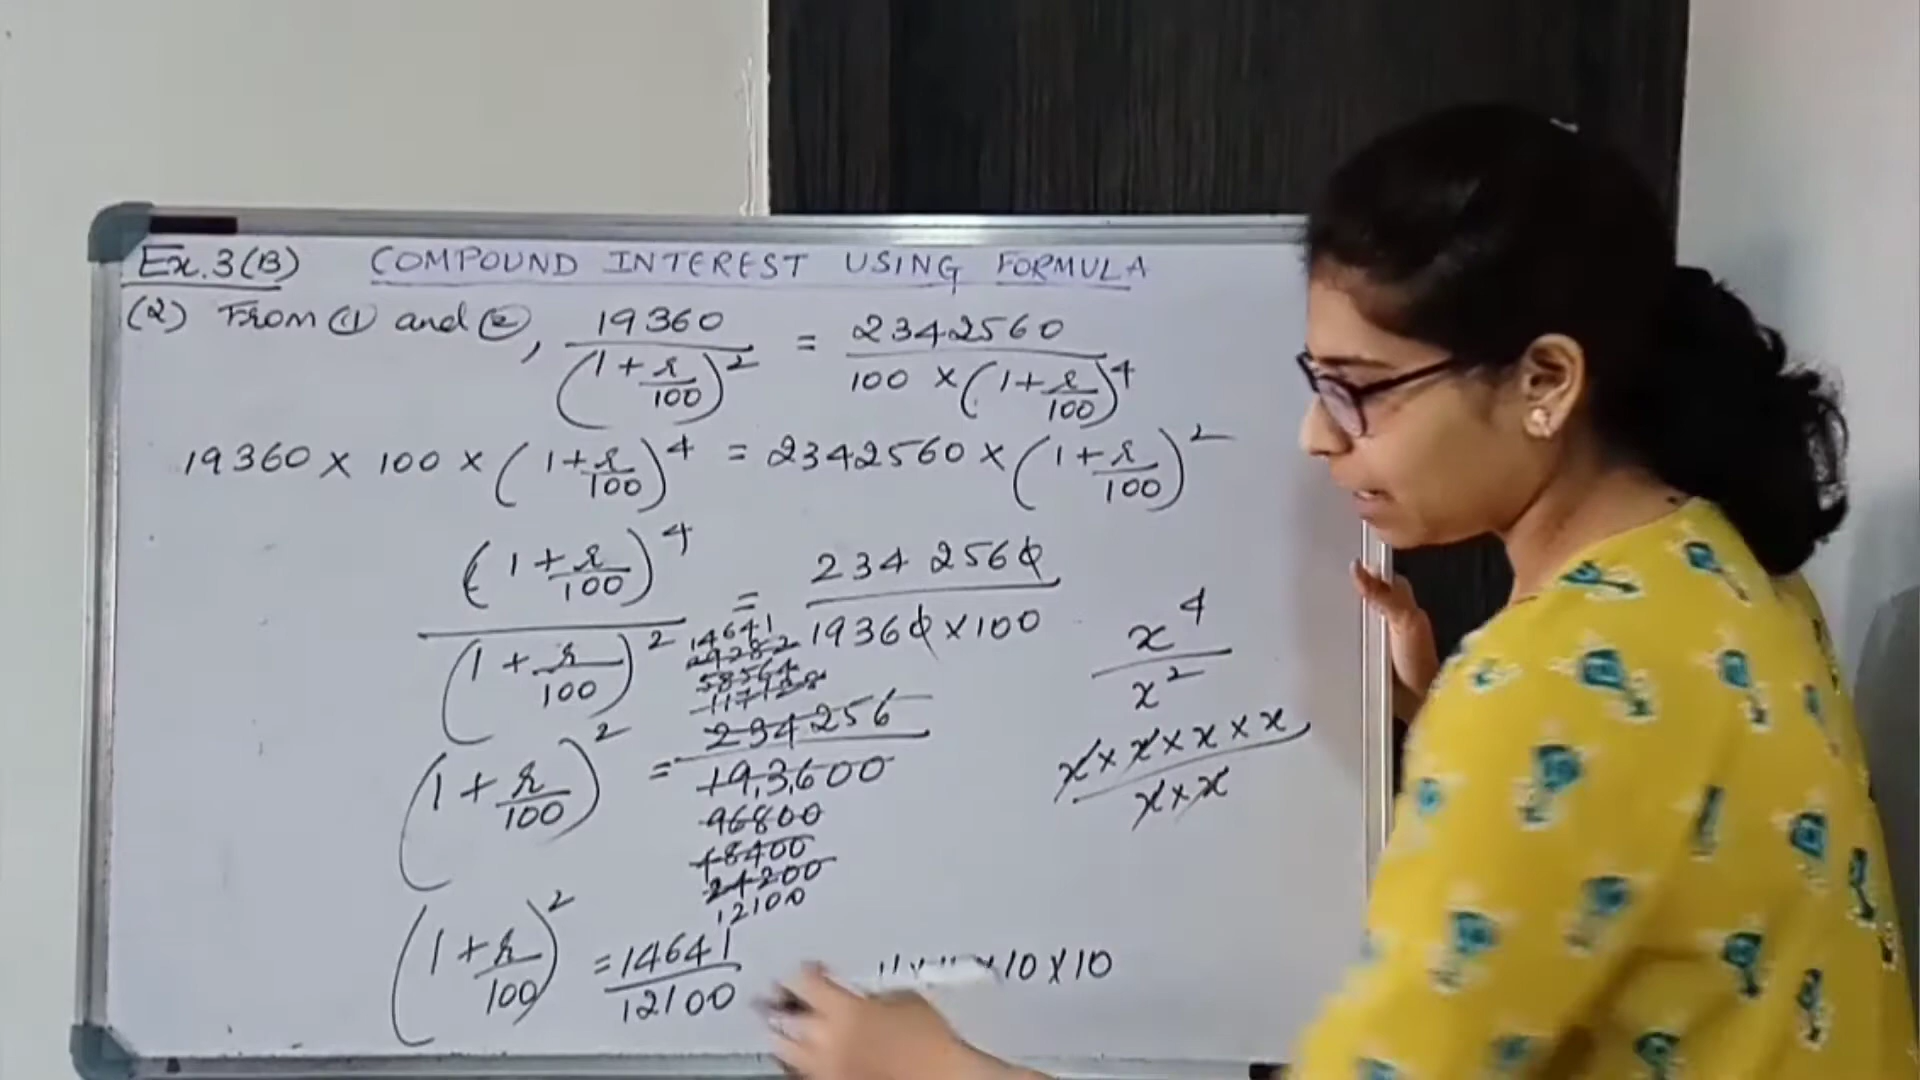 Ex.3(B) COMPOUND INTEREST USING FORMULA
(2) From ① and ②, 19360 / (1 + r/100)² = 2342560 / 100 × (1 + r/100)⁴
19360 × 100 × (1 + r/100)⁴ = 2342560 × (1 + r/100)²
(1 + r/100)⁴ / (1 + r/100)² = 2342560 / 19360 × 100
x⁴ / x²
14641
29282
58564
117128
(1 + r/100)² = 234256 / 193600
x × x × x × x / x × x
96800
48400
24200
12100
(1 + r/100)² = 14641 / 12100
× 10 × 10